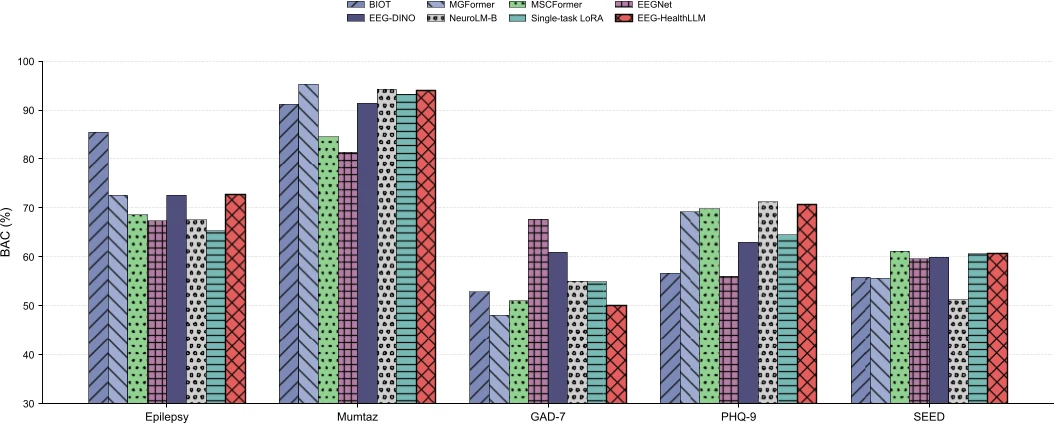 BIOT MGFormer MSCFormer EEGNet
EEG-DINO NeuroLM-B Single-task LoRA EEG-HealthLLM
100
90
80
70
60
50
40
30
BAC (%)
Epilepsy Mumtaz GAD-7 PHQ-9 SEED